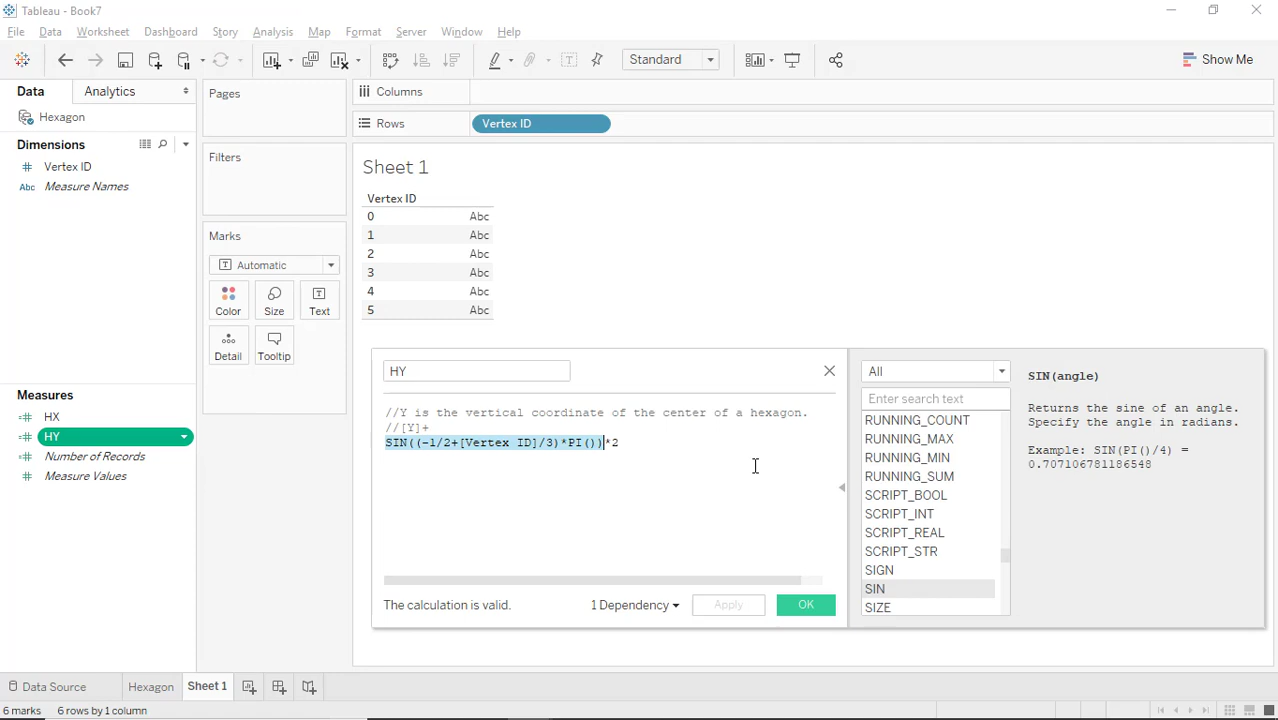 Tableau - Book7
File Data Worksheet Dashboard Story Analysis Map Format Server Window Help
Standard
Show Me
Data Analytics
Hexagon
Dimensions
Vertex ID
Abc Measure Names
Measures
HX
HY
Number of Records
Measure Values
Pages
Filters
Marks
Automatic
Color Size Text
Detail Tooltip
Columns
Rows Vertex ID
Sheet 1
Vertex ID
0 Abc
1 Abc
2 Abc
3 Abc
4 Abc
5 Abc
HY
//Y is the vertical coordinate of the center of a hexagon.
//[Y]+
SIN((-1/2+[Vertex ID]/3)*PI())*2
The calculation is valid. 1 Dependency Apply OK
All
Enter search text
RUNNING_COUNT
RUNNING_MAX
RUNNING_MIN
RUNNING_SUM
SCRIPT_BOOL
SCRIPT_INT
SCRIPT_REAL
SCRIPT_STR
SIGN
SIN
SIZE
SIN(angle)
Returns the sine of an angle.
Specify the angle in radians.
Example: SIN(PI()/4) =
0.707106781186548
Data Source Hexagon Sheet 1
6 marks 6 rows by 1 column